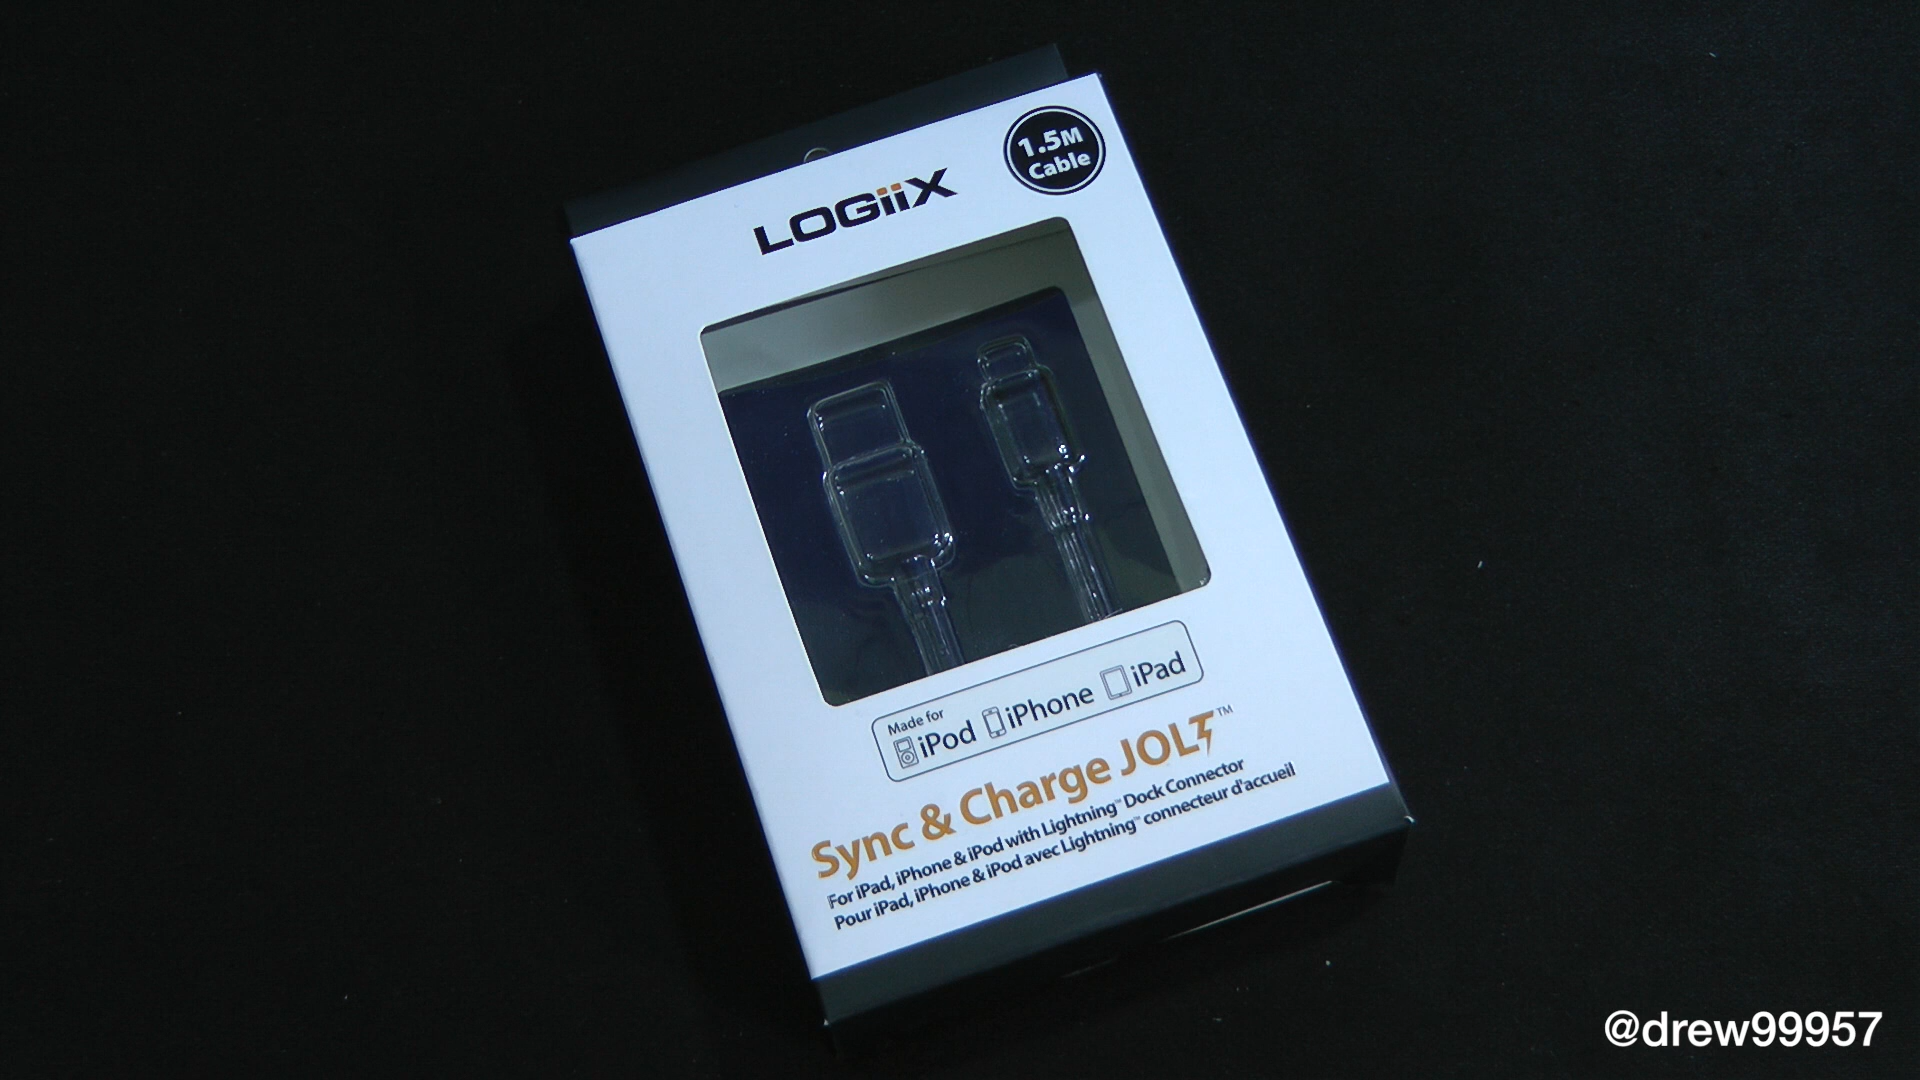 1.5M
Cable
LOGiiX
Made for
iPod iPhone iPad
Sync & Charge JOLT™
For iPad, iPhone & iPod with Lightning™ Dock Connector
Pour iPad, iPhone & iPod avec Lightning™ connecteur d'accueil
@drew99957